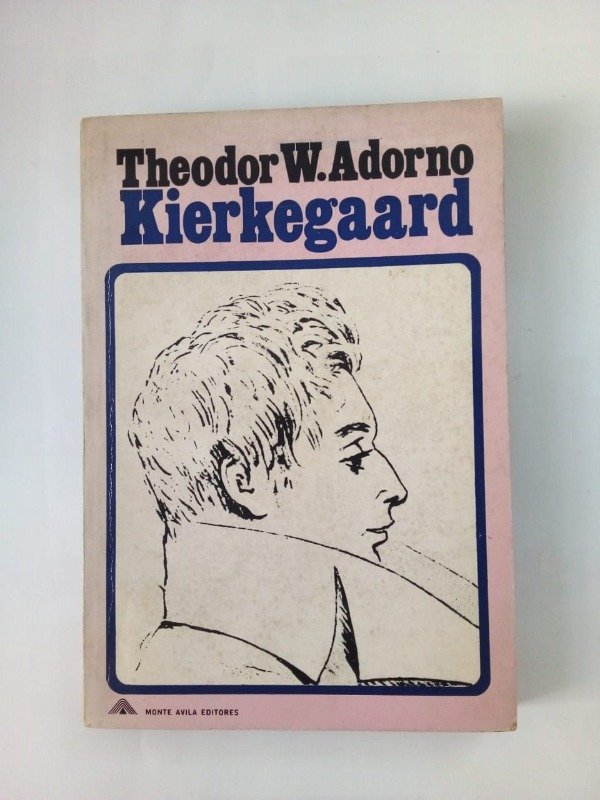 Theodor W. Adorno
Kierkegaard
MONTE AVILA EDITORES